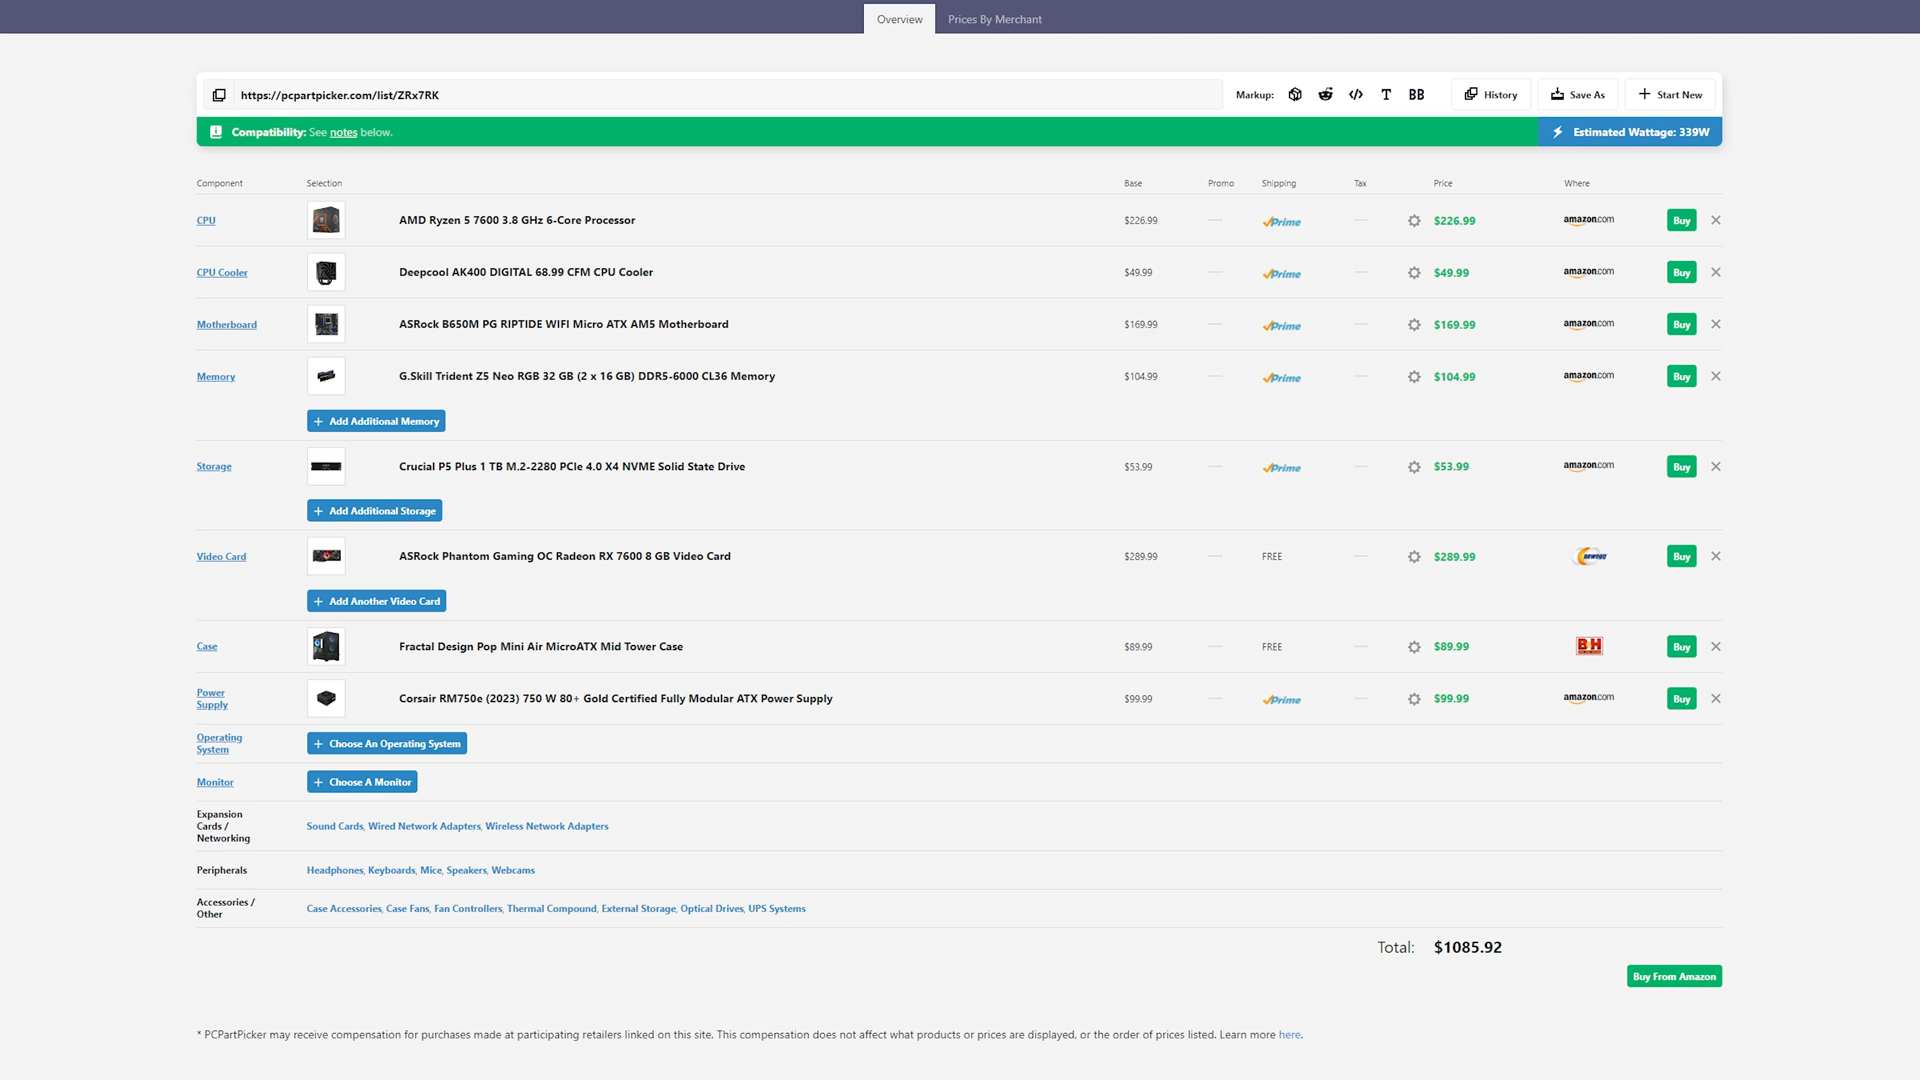 Overview Prices By Merchant
https://pcpartpicker.com/list/ZRx7RK Markup: T BB History Save As Start New
Compatibility: See notes below. Estimated Wattage: 339W
Component Selection Base Promo Shipping Tax Price Where
CPU AMD Ryzen 5 7600 3.8 GHz 6-Core Processor $226.99 Prime $226.99 amazon.com Buy
CPU Cooler Deepcool AK400 DIGITAL 68.99 CFM CPU Cooler $49.99 Prime $49.99 amazon.com Buy
Motherboard ASRock B650M PG RIPTIDE WIFI Micro ATX AM5 Motherboard $169.99 Prime $169.99 amazon.com Buy
Memory G.Skill Trident Z5 Neo RGB 32 GB (2 x 16 GB) DDR5-6000 CL36 Memory $104.99 Prime $104.99 amazon.com Buy
+ Add Additional Memory
Storage Crucial P5 Plus 1 TB M.2-2280 PCIe 4.0 X4 NVME Solid State Drive $53.99 Prime $53.99 amazon.com Buy
+ Add Additional Storage
Video Card ASRock Phantom Gaming OC Radeon RX 7600 8 GB Video Card $289.99 FREE $289.99 newegg Buy
+ Add Another Video Card
Case Fractal Design Pop Mini Air MicroATX Mid Tower Case $89.99 FREE $89.99 B&H Buy
Power
Supply Corsair RM750e (2023) 750 W 80+ Gold Certified Fully Modular ATX Power Supply $99.99 Prime $99.99 amazon.com Buy
Operating
System + Choose An Operating System
Monitor + Choose A Monitor
Expansion
Cards /
Networking Sound Cards, Wired Network Adapters, Wireless Network Adapters
Peripherals Headphones, Keyboards, Mice, Speakers, Webcams
Accessories /
Other Case Accessories, Case Fans, Fan Controllers, Thermal Compound, External Storage, Optical Drives, UPS Systems
Total: $1085.92
Buy From Amazon
* PCPartPicker may receive compensation for purchases made at participating retailers linked on this site. This compensation does not affect what products or prices are displayed, or the order of prices listed. Learn more here.